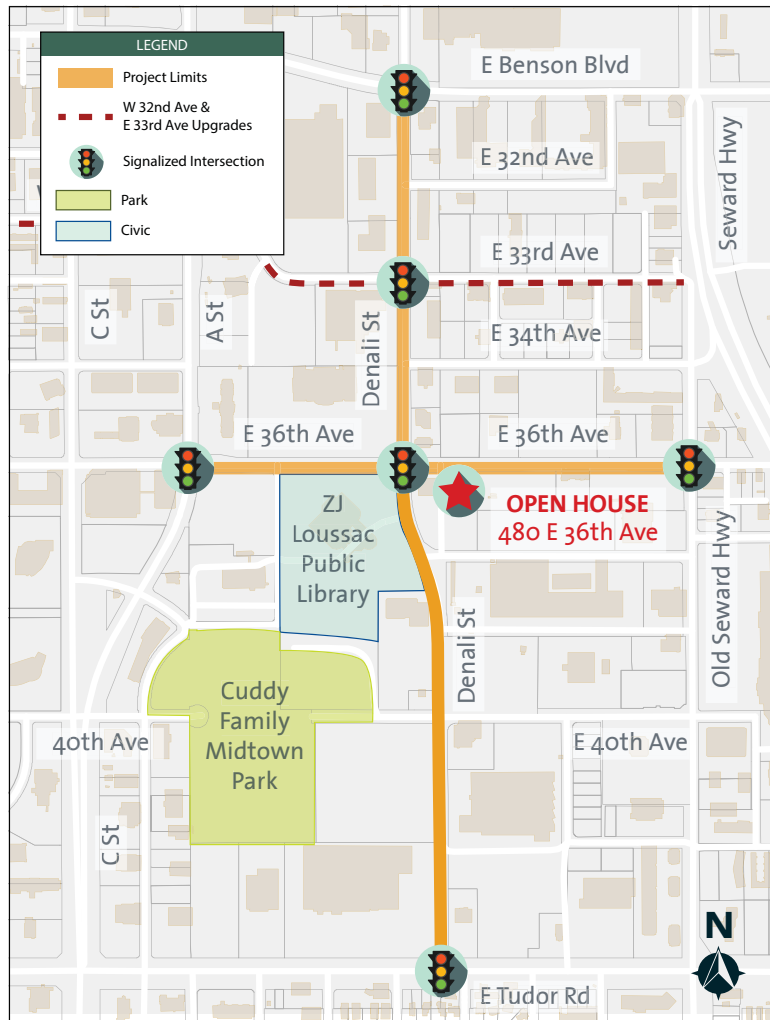 LEGEND
Project Limits
W 32nd Ave &
E 33rd Ave Upgrades
Signalized Intersection
Park
Civic
E Benson Blvd
E 32nd Ave
Seward Hwy
E 33rd Ave
C St
A St
Denali St
E 34th Ave
E 36th Ave
E 36th Ave
OPEN HOUSE
480 E 36th Ave
ZJ
Loussac
Public
Library
Old Seward Hwy
Denali St
Cuddy
Family
Midtown
Park
40th Ave
E 40th Ave
C St
N
E Tudor Rd